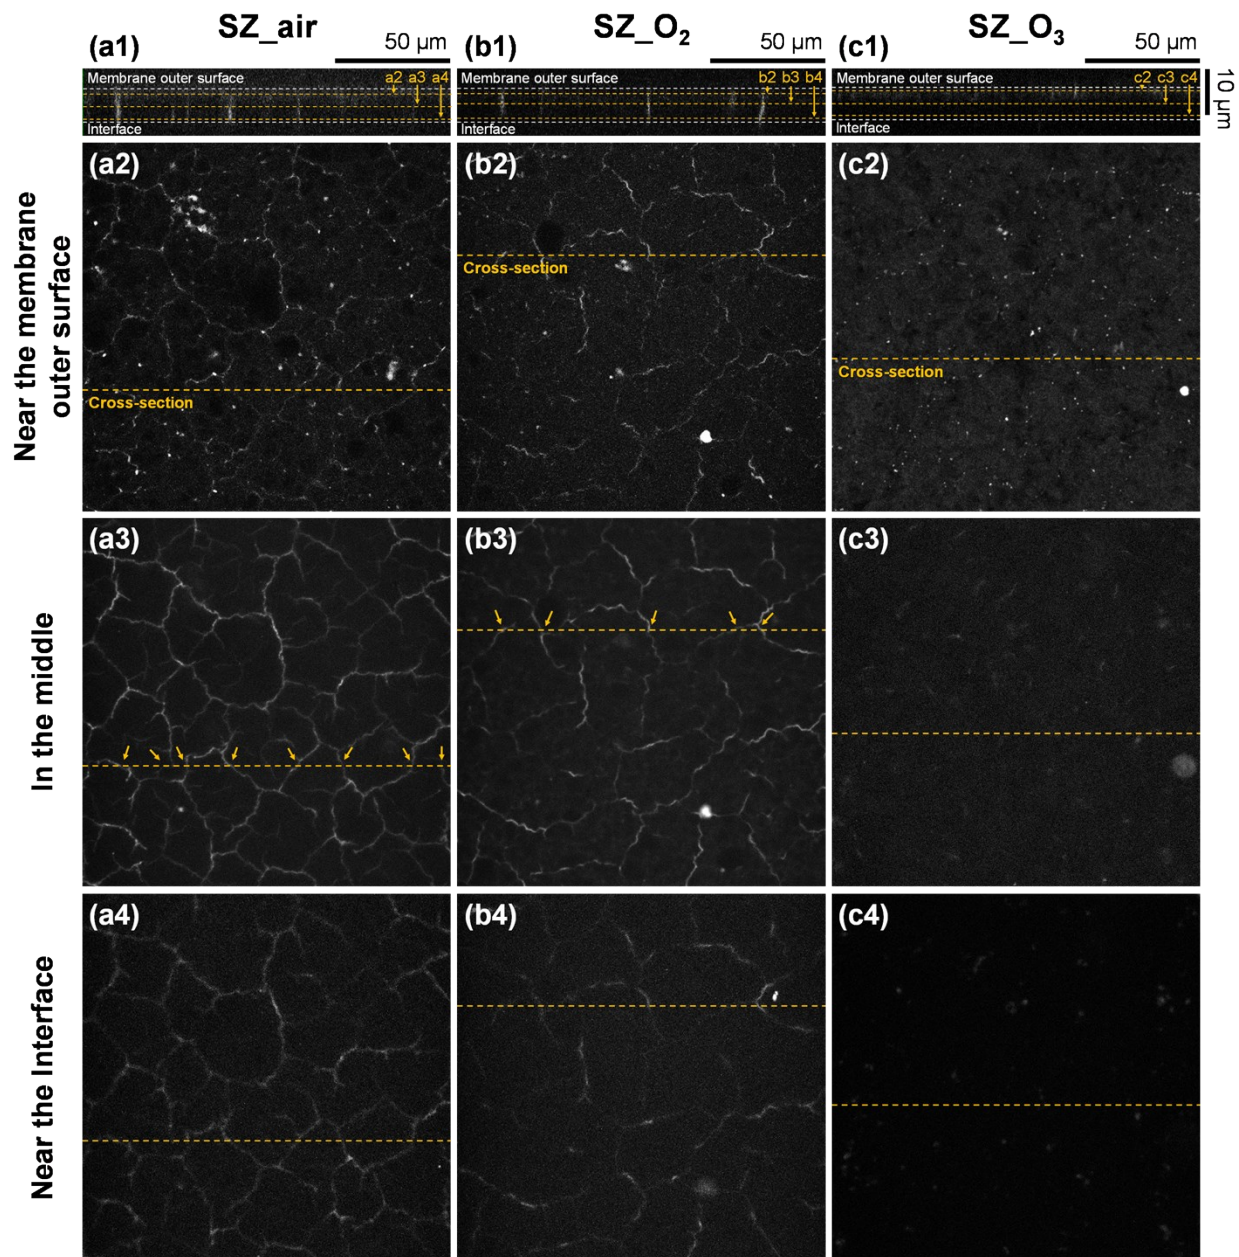 SZ_air
SZ_O₂
SZ_O₃
(a1)
50 µm
(b1)
50 µm
(c1)
50 µm
Membrane outer surface
a2 a3 a4
Interface
Membrane outer surface
b2 b3 b4
Interface
Membrane outer surface
c2 c3 c4
Interface
10 µm
Near the membrane
outer surface
(a2)
Cross-section
(b2)
Cross-section
(c2)
Cross-section
In the middle
(a3)
(b3)
(c3)
Near the Interface
(a4)
(b4)
(c4)